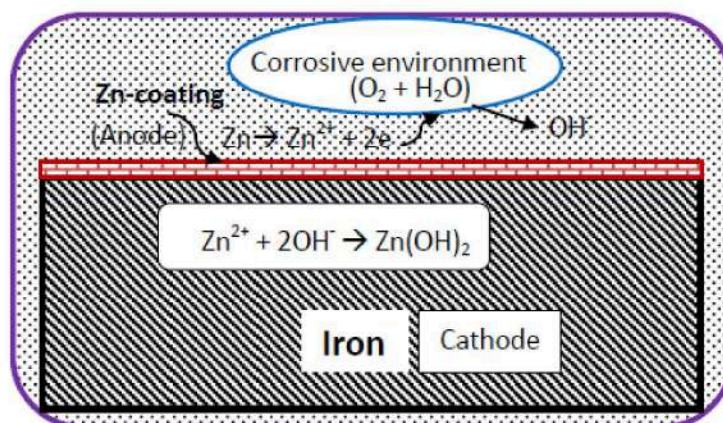 Corrosive environment
(O₂ + H₂O)
Zn-coating
(Anode) Zn → Zn²⁺ + 2e
OH⁻
Zn²⁺ + 2OH⁻ → Zn(OH)₂
Iron
Cathode